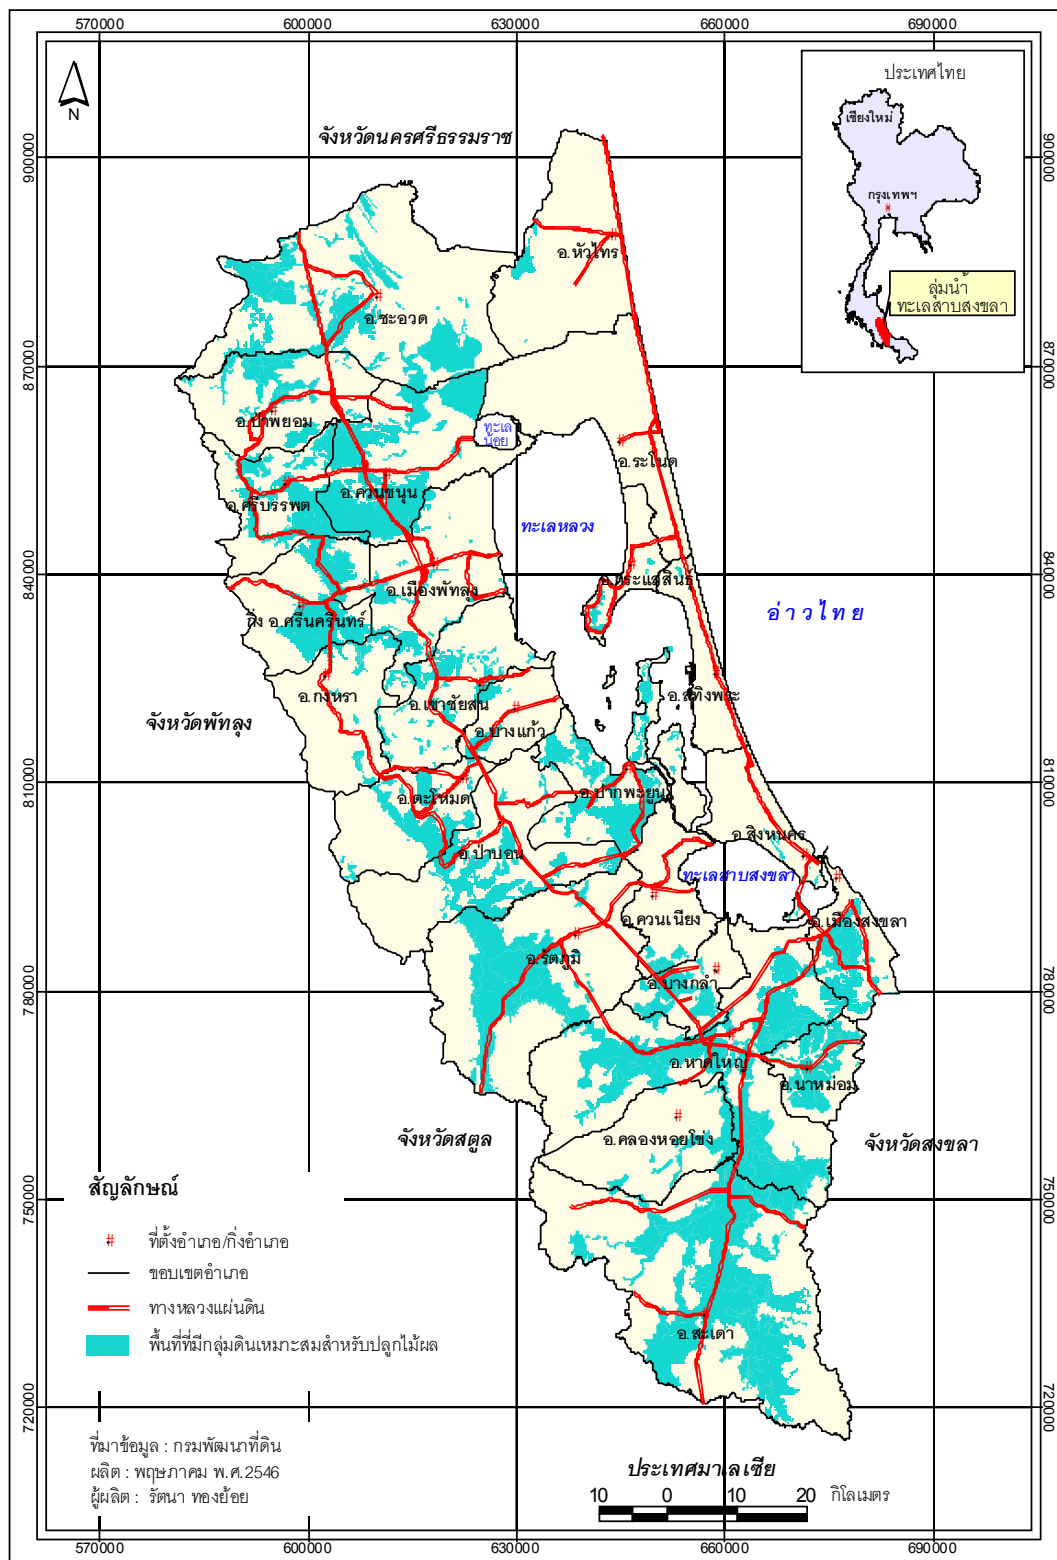 570000 600000 630000 660000 690000
ประเทศไทย
เชียงใหม่
กรุงเทพฯ
ลุ่มน้ำ
ทะเลสาบสงขลา
N
จังหวัดนครศรีธรรมราช
900000 900000
อ.หัวไทร
อ.ชะอวด
870000 870000
อ.ป่าพยอม
ทะเล
น้อย
อ.ระโนด
อ.ศรีบรรพต
อ.ควนขนุน
ทะเลหลวง
840000 840000
อ.เมืองพัทลุง
อ.กระแสสินธุ์
อ่าวไทย
กิ่ง อ.ศรีนครินทร์
อ.กงหรา
อ.เขาชัยสน
อ.สทิงพระ
จังหวัดพัทลุง
อ.บางแก้ว
810000 810000
อ.ตะโหมด
อ.ปากพะยูน
อ.ป่าบอน
อ.สิงหนคร
ทะเลสาบสงขลา
อ.ควนเนียง
อ.เมืองสงขลา
อ.รัตภูมิ
อ.บางกล่ำ
780000 780000
อ.หาดใหญ่
อ.นาหม่อม
จังหวัดสตูล
อ.คลองหอยโข่ง
จังหวัดสงขลา
750000 750000
สัญลักษณ์
ที่ตั้งอำเภอ/กิ่งอำเภอ
ขอบเขตอำเภอ
ทางหลวงแผ่นดิน
พื้นที่ที่มีกลุ่มดินเหมาะสมสำหรับปลูกไม้ผล
อ.สะเดา
720000 720000
ที่มาข้อมูล : กรมพัฒนาที่ดิน
ผลิต : พฤษภาคม พ.ศ.2546
ผู้ผลิต : รัตนา ทองย้อย
ประเทศมาเลเซีย
10 0 10 20 กิโลเมตร
570000 600000 630000 660000 690000